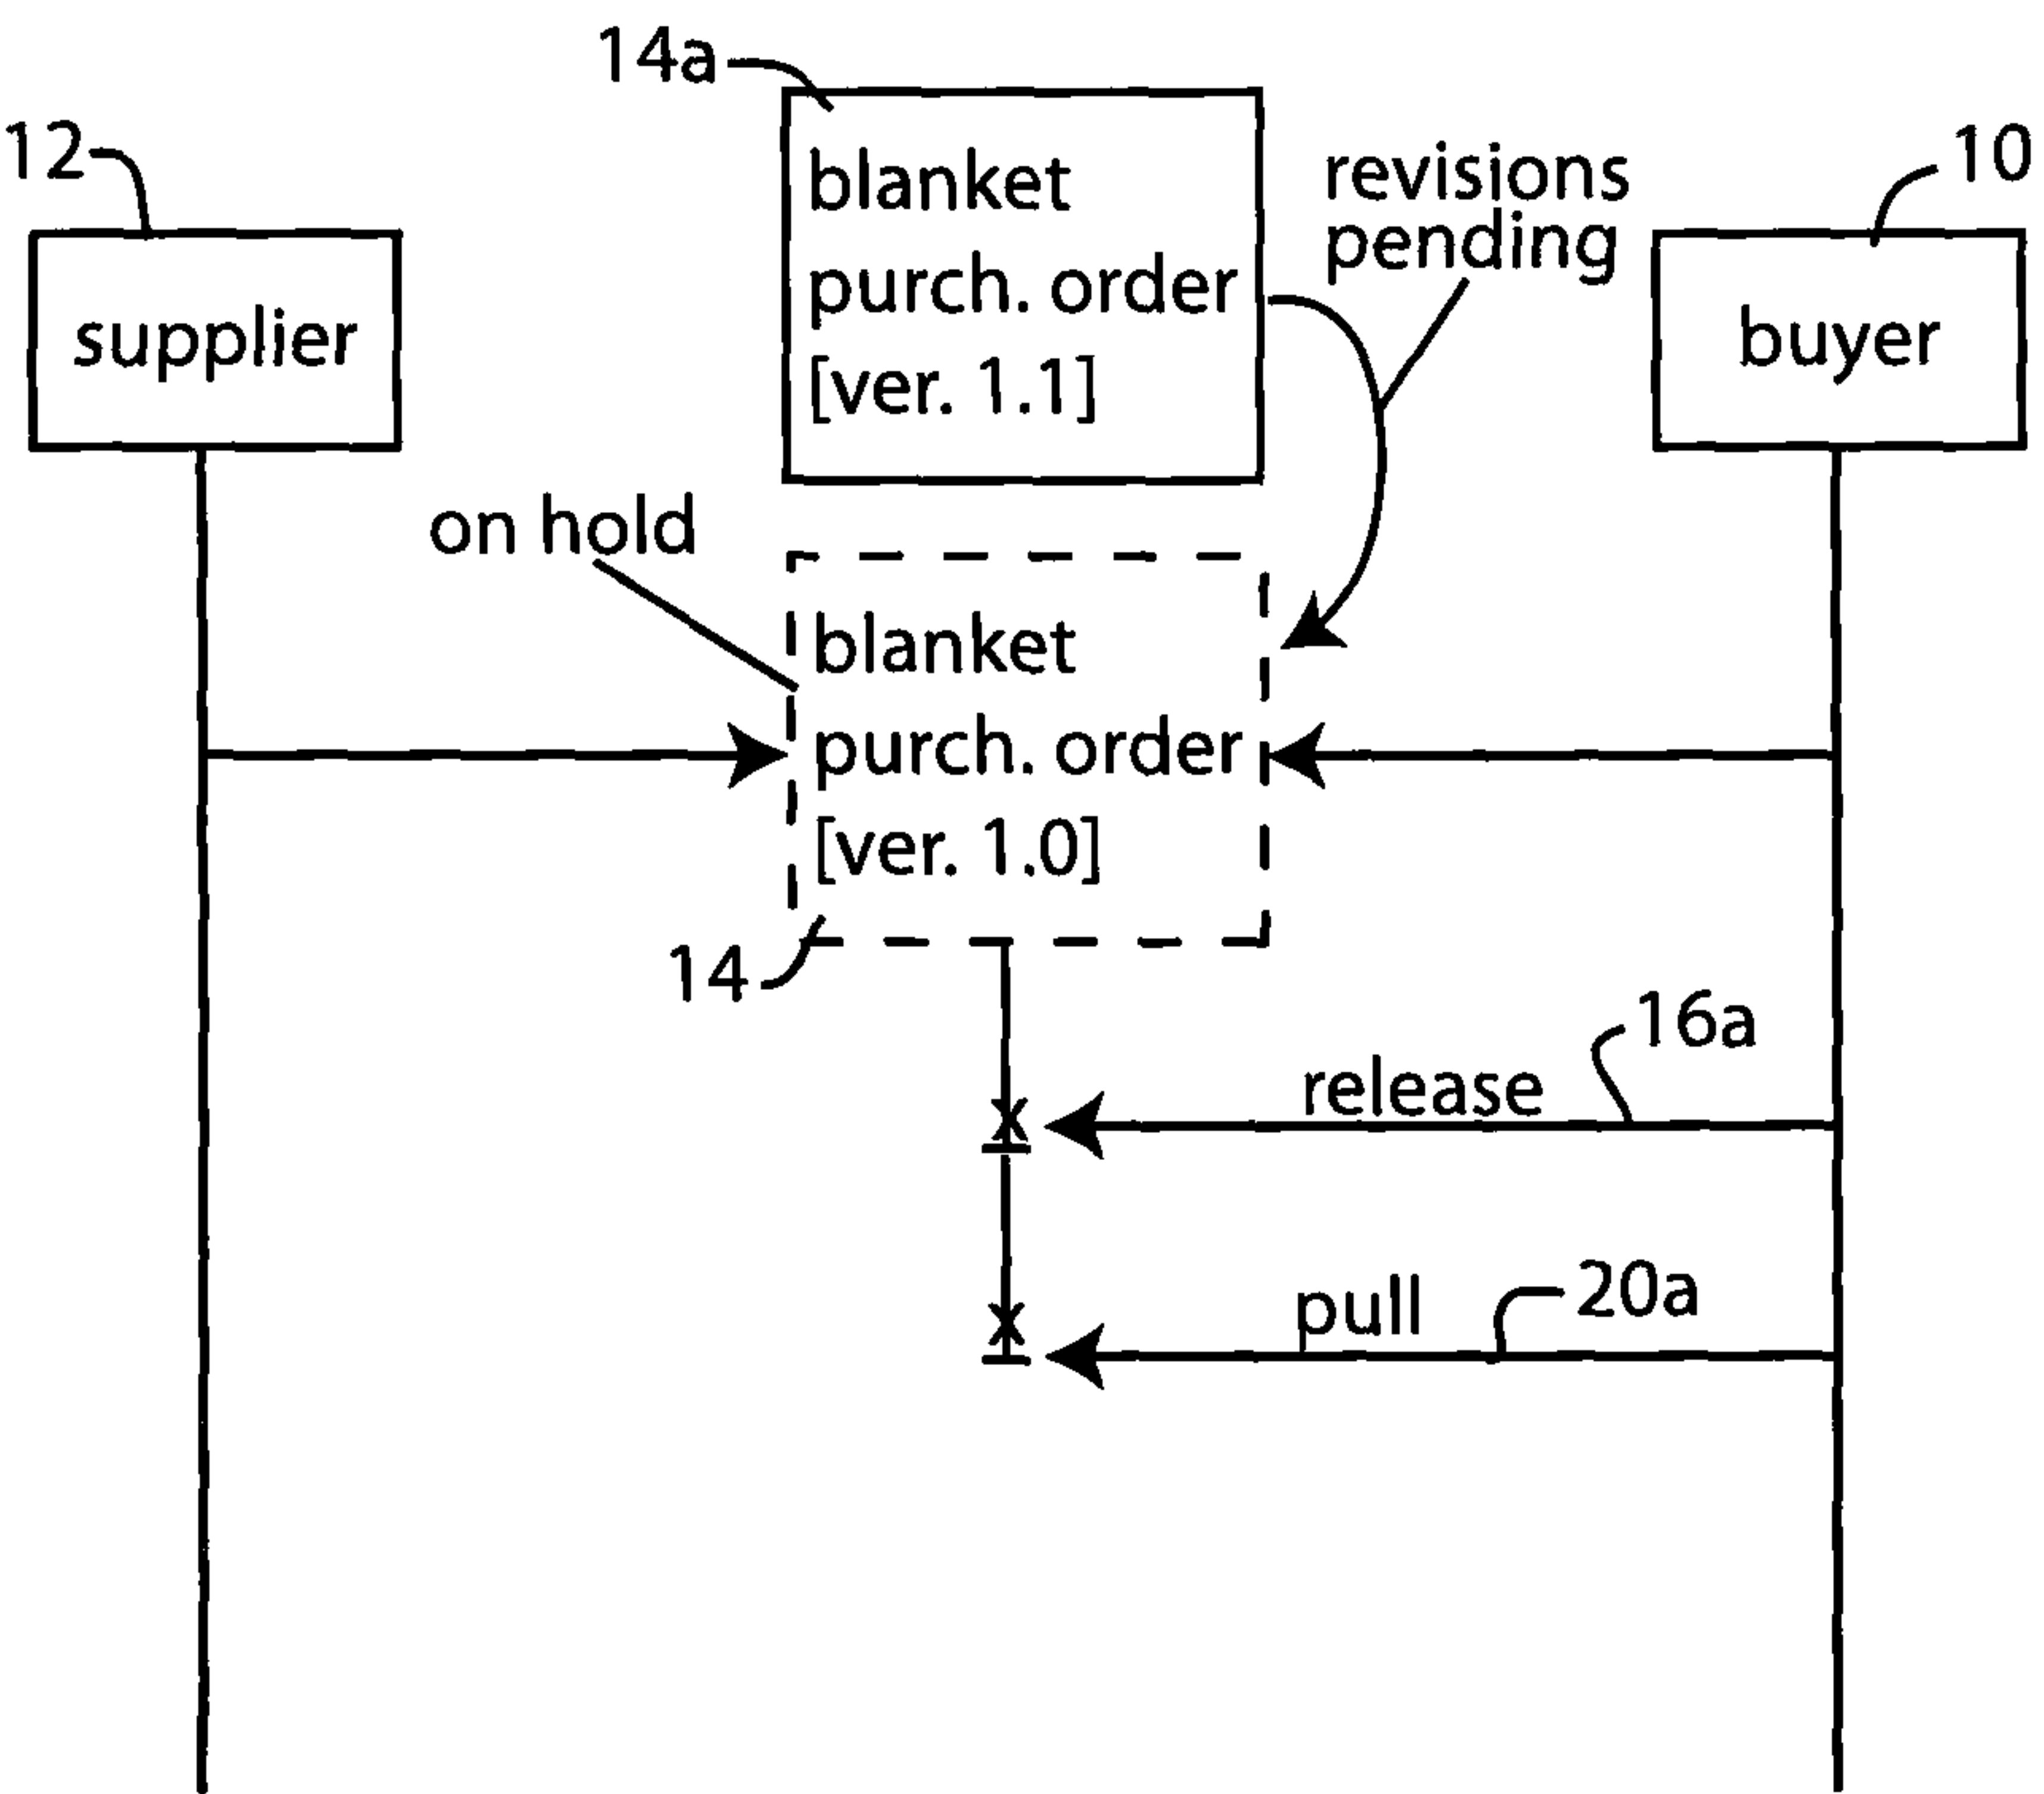 14a
12
10
blanket
purch. order
[ver. 1.1]
revisions
pending
supplier
buyer
on hold
blanket
purch. order
[ver. 1.0]
14
16a
release
x
20a
pull
x